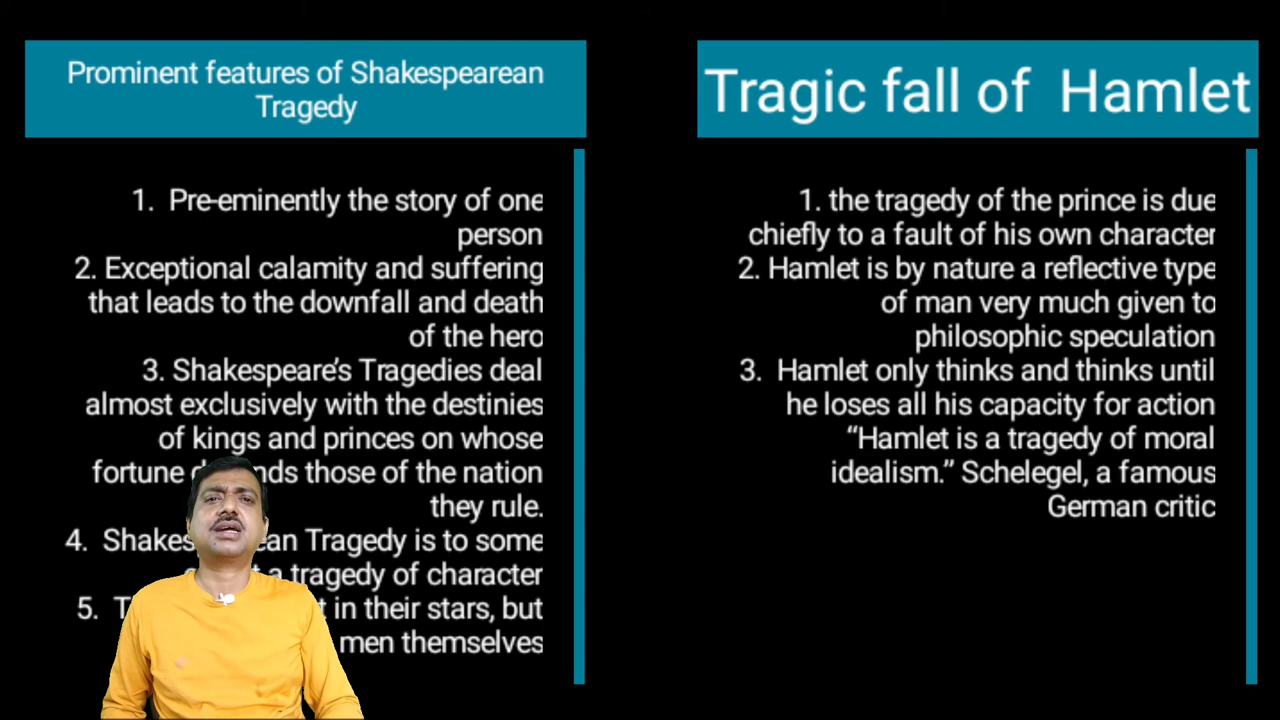 Prominent features of Shakespearean
Tragedy
1. Pre-eminently the story of one
person
2. Exceptional calamity and suffering
that leads to the downfall and death
of the hero
3. Shakespeare's Tragedies deal
almost exclusively with the destinies
of kings and princes on whose
fortune those of the nation
they rule.
4. Tragedy is to some
a tragedy of character
5. in their stars, but
men themselves
Tragic fall of Hamlet
1. the tragedy of the prince is due
chiefly to a fault of his own character
2. Hamlet is by nature a reflective type
of man very much given to
philosophic speculation
3. Hamlet only thinks and thinks until
he loses all his capacity for action
“Hamlet is a tragedy of moral
idealism.” Schelegel, a famous
German critic